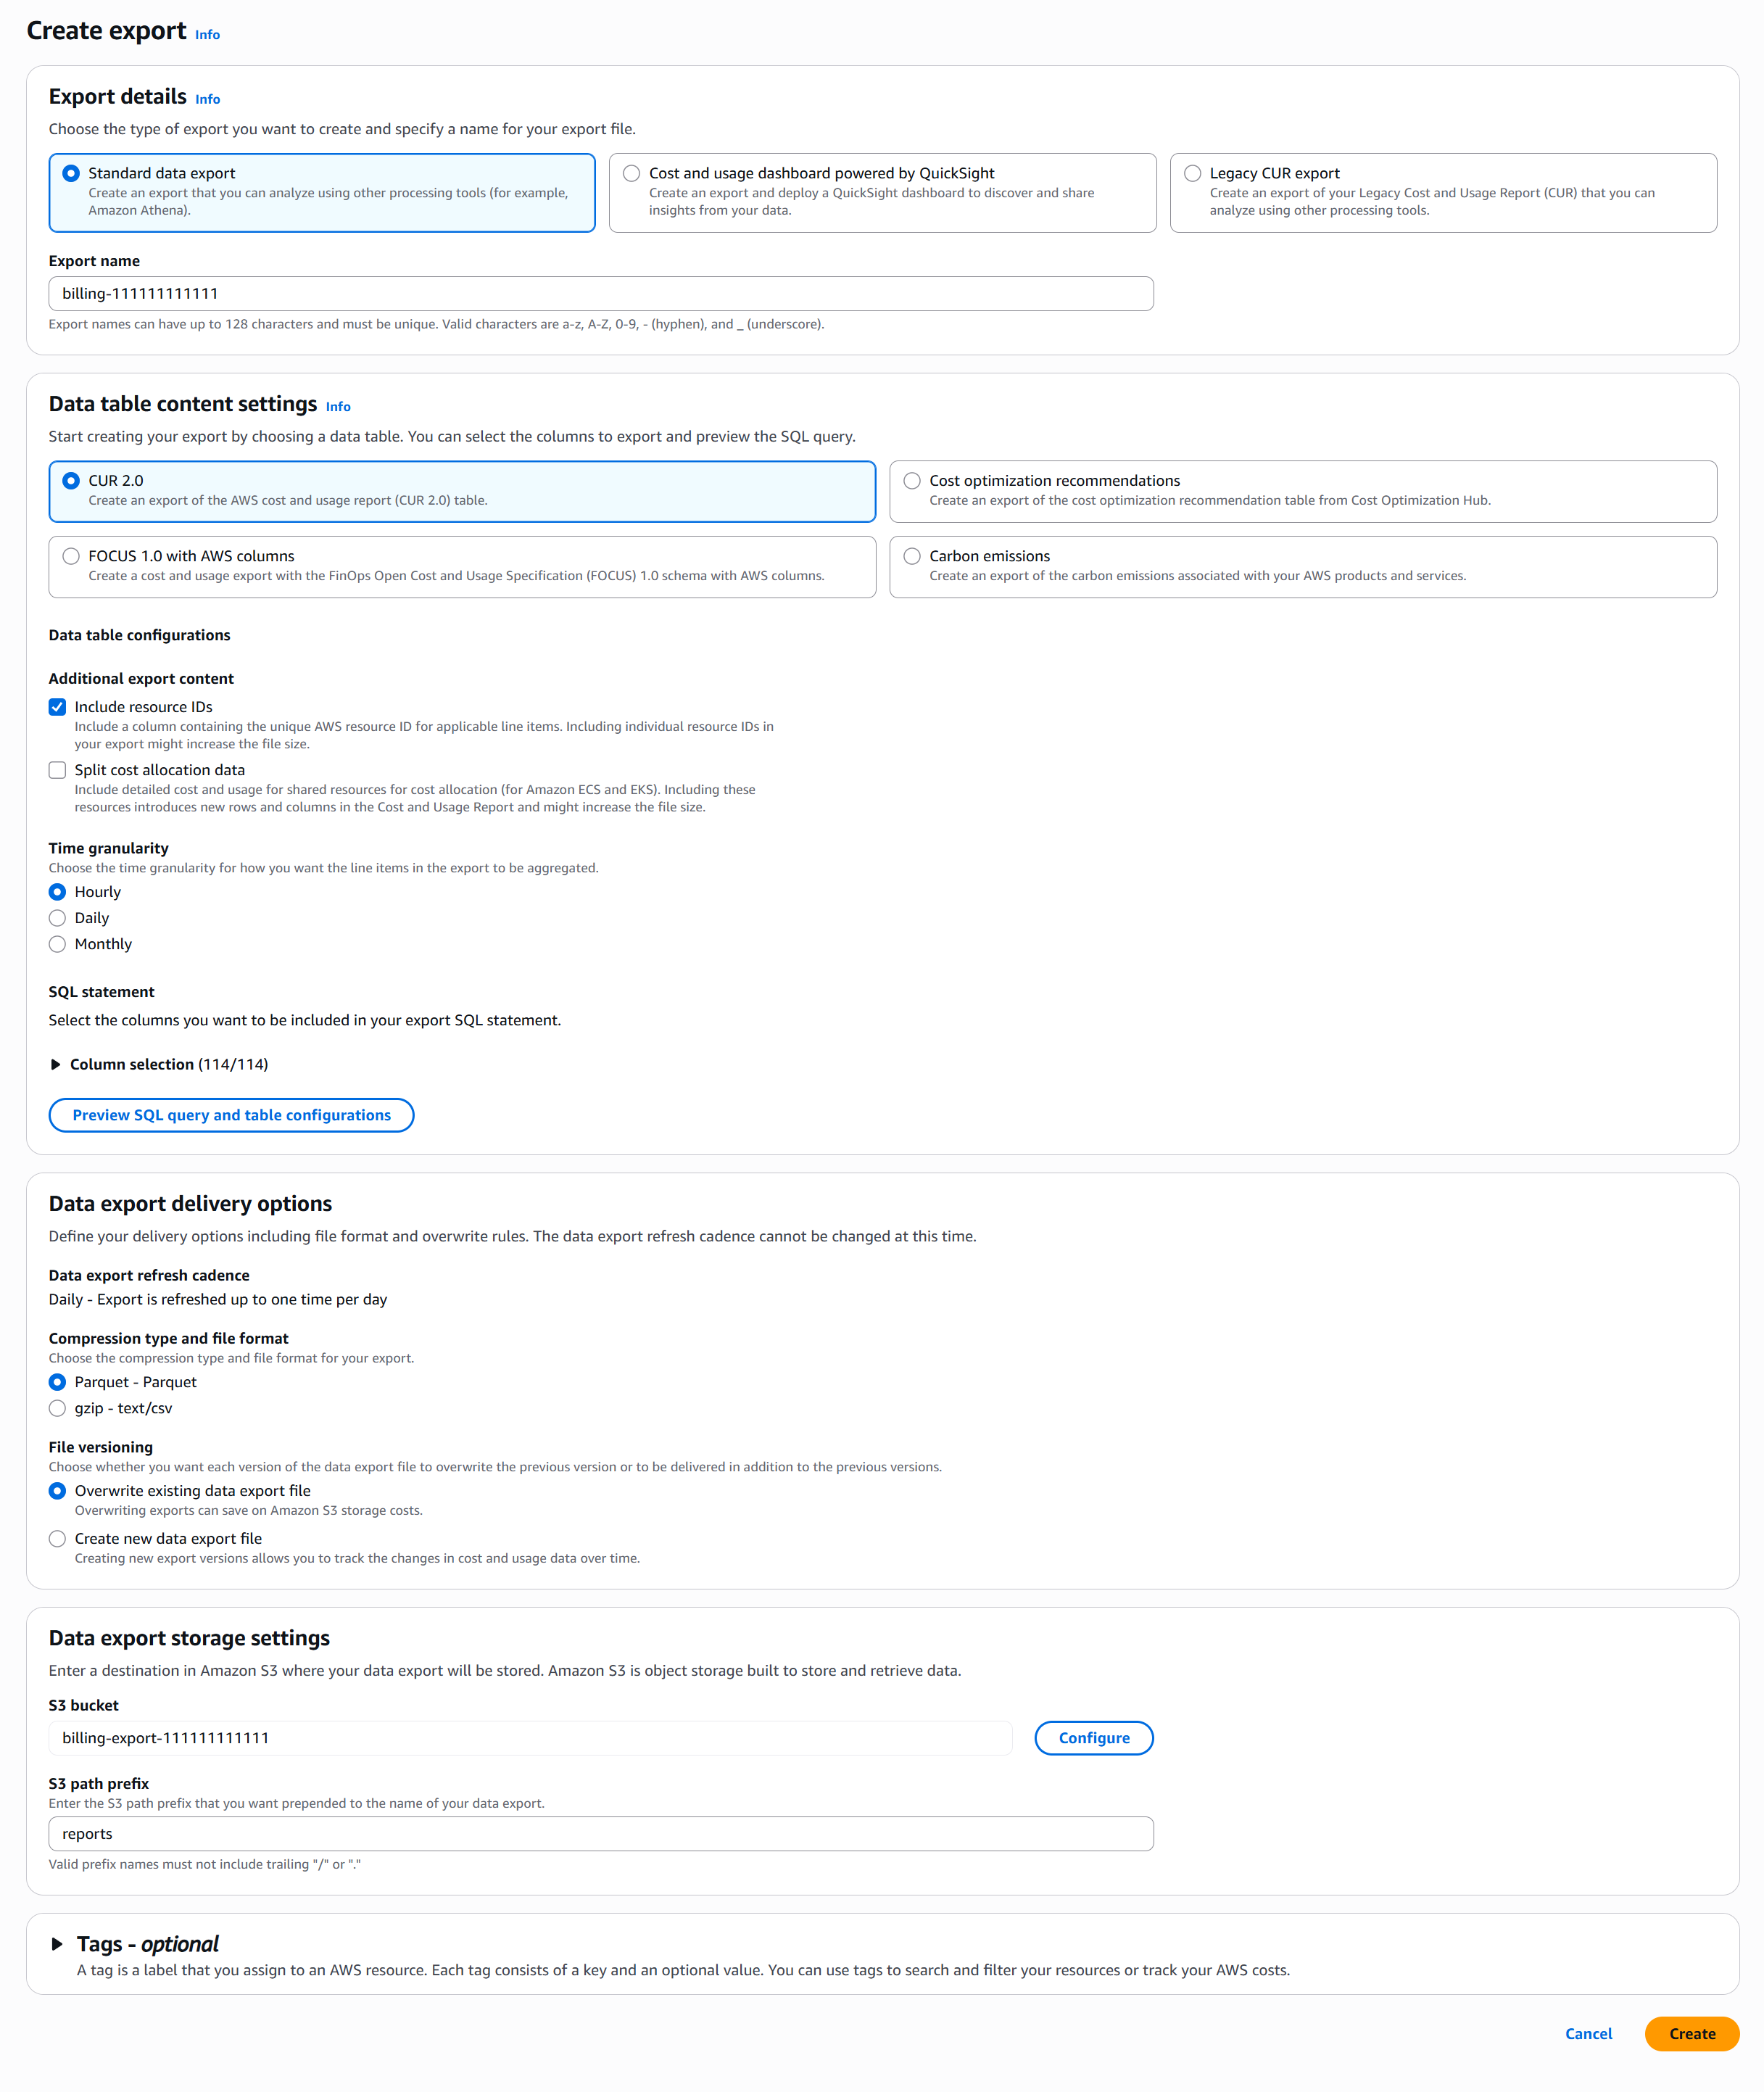 Create export Info
Export details Info
Choose the type of export you want to create and specify a name for your export file.
Standard data export
Create an export that you can analyze using other processing tools (for example,
Amazon Athena).
Cost and usage dashboard powered by QuickSight
Create an export and deploy a QuickSight dashboard to discover and share
insights from your data.
Legacy CUR export
Create an export of your Legacy Cost and Usage Report (CUR) that you can
analyze using other processing tools.
Export name
billing-111111111111
Export names can have up to 128 characters and must be unique. Valid characters are a-z, A-Z, 0-9, - (hyphen), and _ (underscore).
Data table content settings Info
Start creating your export by choosing a data table. You can select the columns to export and preview the SQL query.
CUR 2.0
Create an export of the AWS cost and usage report (CUR 2.0) table.
Cost optimization recommendations
Create an export of the cost optimization recommendation table from Cost Optimization Hub.
FOCUS 1.0 with AWS columns
Create a cost and usage export with the FinOps Open Cost and Usage Specification (FOCUS) 1.0 schema with AWS columns.
Carbon emissions
Create an export of the carbon emissions associated with your AWS products and services.
Data table configurations
Additional export content
Include resource IDs
Include a column containing the unique AWS resource ID for applicable line items. Including individual resource IDs in
your export might increase the file size.
Split cost allocation data
Include detailed cost and usage for shared resources for cost allocation (for Amazon ECS and EKS). Including these
resources introduces new rows and columns in the Cost and Usage Report and might increase the file size.
Time granularity
Choose the time granularity for how you want the line items in the export to be aggregated.
Hourly
Daily
Monthly
SQL statement
Select the columns you want to be included in your export SQL statement.
Column selection (114/114)
Preview SQL query and table configurations
Data export delivery options
Define your delivery options including file format and overwrite rules. The data export refresh cadence cannot be changed at this time.
Data export refresh cadence
Daily - Export is refreshed up to one time per day
Compression type and file format
Choose the compression type and file format for your export.
Parquet - Parquet
gzip - text/csv
File versioning
Choose whether you want each version of the data export file to overwrite the previous version or to be delivered in addition to the previous versions.
Overwrite existing data export file
Overwriting exports can save on Amazon S3 storage costs.
Create new data export file
Creating new export versions allows you to track the changes in cost and usage data over time.
Data export storage settings
Enter a destination in Amazon S3 where your data export will be stored. Amazon S3 is object storage built to store and retrieve data.
S3 bucket
billing-export-111111111111
Configure
S3 path prefix
Enter the S3 path prefix that you want prepended to the name of your data export.
reports
Valid prefix names must not include trailing "/" or "."
Tags - optional
A tag is a label that you assign to an AWS resource. Each tag consists of a key and an optional value. You can use tags to search and filter your resources or track your AWS costs.
Cancel
Create